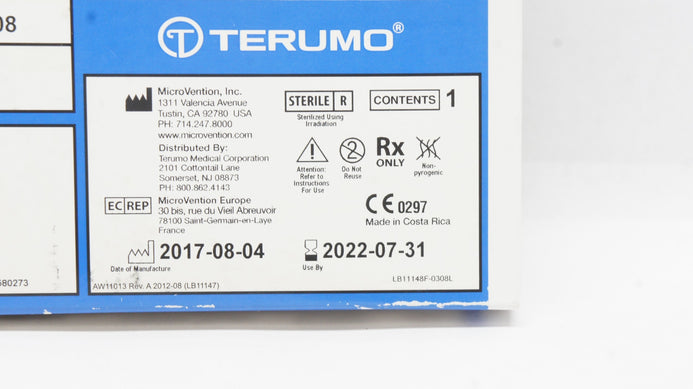 08
TERUMO®
MicroVention, Inc.
1311 Valencia Avenue
Tustin, CA 92780 USA
PH: 714.247.8000
www.microvention.com
Distributed By:
Terumo Medical Corporation
2101 Cottontail Lane
Somerset, NJ 08873
PH: 800.862.4143
EC REP
MicroVention Europe
30 bis, rue du Vieil Abreuvoir
78100 Saint-Germain-en-Laye
France
STERILE R
Sterilized Using
Irradiation
CONTENTS 1
Attention:
Refer to
Instructions
For Use
2
Do Not
Reuse
Rx
ONLY
Non-
pyrogenic
CE 0297
Made in Costa Rica
2017-08-04
Date of Manufacture
2022-07-31
Use By
580273
AW11013 Rev. A 2012-08 (LB11147)
LB11148F-0308L